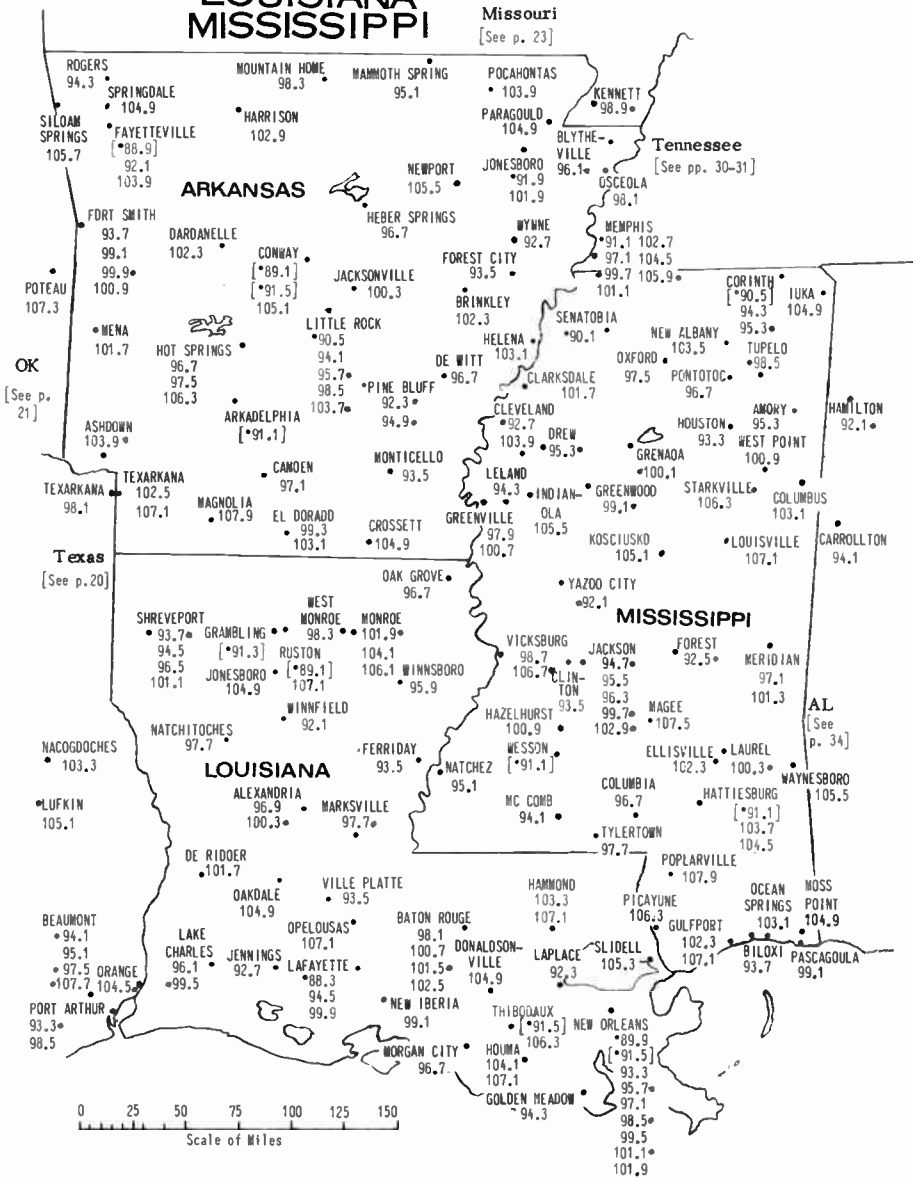 LOUISIANA
MISSISSIPPI
Missouri
[See p. 23]
ROGERS
94.3
SPRINGDALE
104.9
MOUNTAIN HOME
98.3
MAMMOTH SPRING
95.1
POCAHONTAS
103.9
KENNETT
98.9•
SILOAM
SPRINGS
105.7
FAYETTEVILLE
[•88.9]
92.1
103.9
HARRISON
102.9
PARAGOULD
104.9
BLYTHE-
VILLE
96.1•
Tennessee
[See pp. 30-31]
ARKANSAS
NEWPORT
105.5
JONESBORO
•91.9
101.9
OSCEOLA
98.1
HEBER SPRINGS
96.7
WYNNE
92.7
FORT SMITH
93.7
99.1
99.9•
100.9
DARDANELLE
102.3
CONWAY
[•89.1]
[•91.5]
105.1
JACKSONVILLE
100.3
FORREST CITY
93.5
MEMPHIS
•91.1 102.7
97.1 104.5
99.7 105.9•
101.1
POTEAU
107.3
BRINKLEY
102.3
CORINTH
[•90.5]
94.3
95.3•
IUKA
104.9
•MENA
101.7
LITTLE ROCK
•90.5
94.1
95.7•
98.5
103.7•
SENATOBIA
•90.1
NEW ALBANY
103.5
HOT SPRINGS
96.7
97.5
106.3
HELENA
103.1
OXFORD
97.5
TUPELO
98.5
OK
[See p.
21]
DE WITT
96.7
PINE BLUFF
92.3•
94.9•
CLARKSDALE
101.7
PONTOTOC
96.7
ARKADELPHIA
[•91.1]
CLEVELAND
92.7
103.9
DREW
95.3•
AMORY
95.3
HAMILTON
92.1•
ASHDOWN
103.9•
HOUSTON
93.3
WEST POINT
100.9
GRENAOA
100.1
TEXARKANA
98.1
TEXARKANA
102.5
107.1
CAMOEN
97.1
MONTICELLO
93.5
LELAND
94.3
INDIAN-
OLA
105.5
GREENWOOD
99.1•
STARKVILLE
106.3
COLUMBUS
103.1
MAGNOLIA
107.9
EL DORADD
99.3
103.1
CROSSETT
104.9
GREENVILLE
97.9
100.7
KOSCIUSKD
105.1
LOUISVILLE
107.1
CARROLLTON
94.1
Texas
[See p.20]
OAK GROVE
96.7
YAZOO CITY
•92.1
MISSISSIPPI
SHREVEPORT
93.7•
94.5
96.5
101.1
GRAMBLING
[•91.3]
WEST
MONROE
98.3
MONROE
101.9•
104.1
106.1
RUSTON
[•89.1]
107.1
JONESBORO
104.9
WINNSBORO
95.9
VICKSBURG
98.7
106.7•
CLIN-
TON
93.5
JACKSON
94.7•
95.5
96.3
99.7•
102.9•
FOREST
92.5•
MERIDIAN
97.1
101.3
WINNFIELD
92.1
HAZELHURST
100.9
MAGEE
107.5
AL
[See
p. 34]
NATCHITOCHES
97.7
NACOGDOCHES
103.3
LOUISIANA
FERRIDAY
93.5
NATCHEZ
95.1
WESSON
[•91.1]
ELLISVILLE
102.3
LAUREL
100.3•
WAYNESBORO
105.5
•LUFKIN
105.1
ALEXANDRIA
96.9
100.3•
MARKSVILLE
97.7•
MC COMB
94.1
COLUMBIA
96.7
HATTIESBURG
[•91.1]
103.7
104.5
TYLERTOWN
97.7
DE RIDOER
101.7
POPLARVILLE
107.9
OAKDALE
104.9
VILLE PLATTE
93.5
HAMMOND
103.3
107.1
PICAYUNE
106.3
OCEAN
SPRINGS
103.1
MOSS
POINT
104.9
BEAUMONT
94.1
95.1
97.5
107.7
ORANGE
104.5•
OPELOUSAS
107.1
BATON ROUGE
98.1
100.7
101.5•
102.5
GULFPORT
102.3
107.1
BILOXI
93.7
PASCAGOULA
99.1
LAKE
CHARLES
96.1
•99.5
JENNINGS
92.7
LAFAYETTE
•88.3
94.5
99.9
DONALDSON-
VILLE
104.9
LAPLACE
92.3
SLIDELL
105.3
PORT ARTHUR
93.3•
98.5
NEW IBERIA
99.1
THIBODAUX
[•91.5]
106.3
NEW ORLEANS
•89.9
[•91.5]
93.3
95.7•
97.1
98.5•
99.5
101.1•
101.9
MORGAN CITY
96.7
HOUMA
104.1
107.1
GOLDEN MEADOW
94.3
0 25 50 75 100 125 150
Scale of Miles